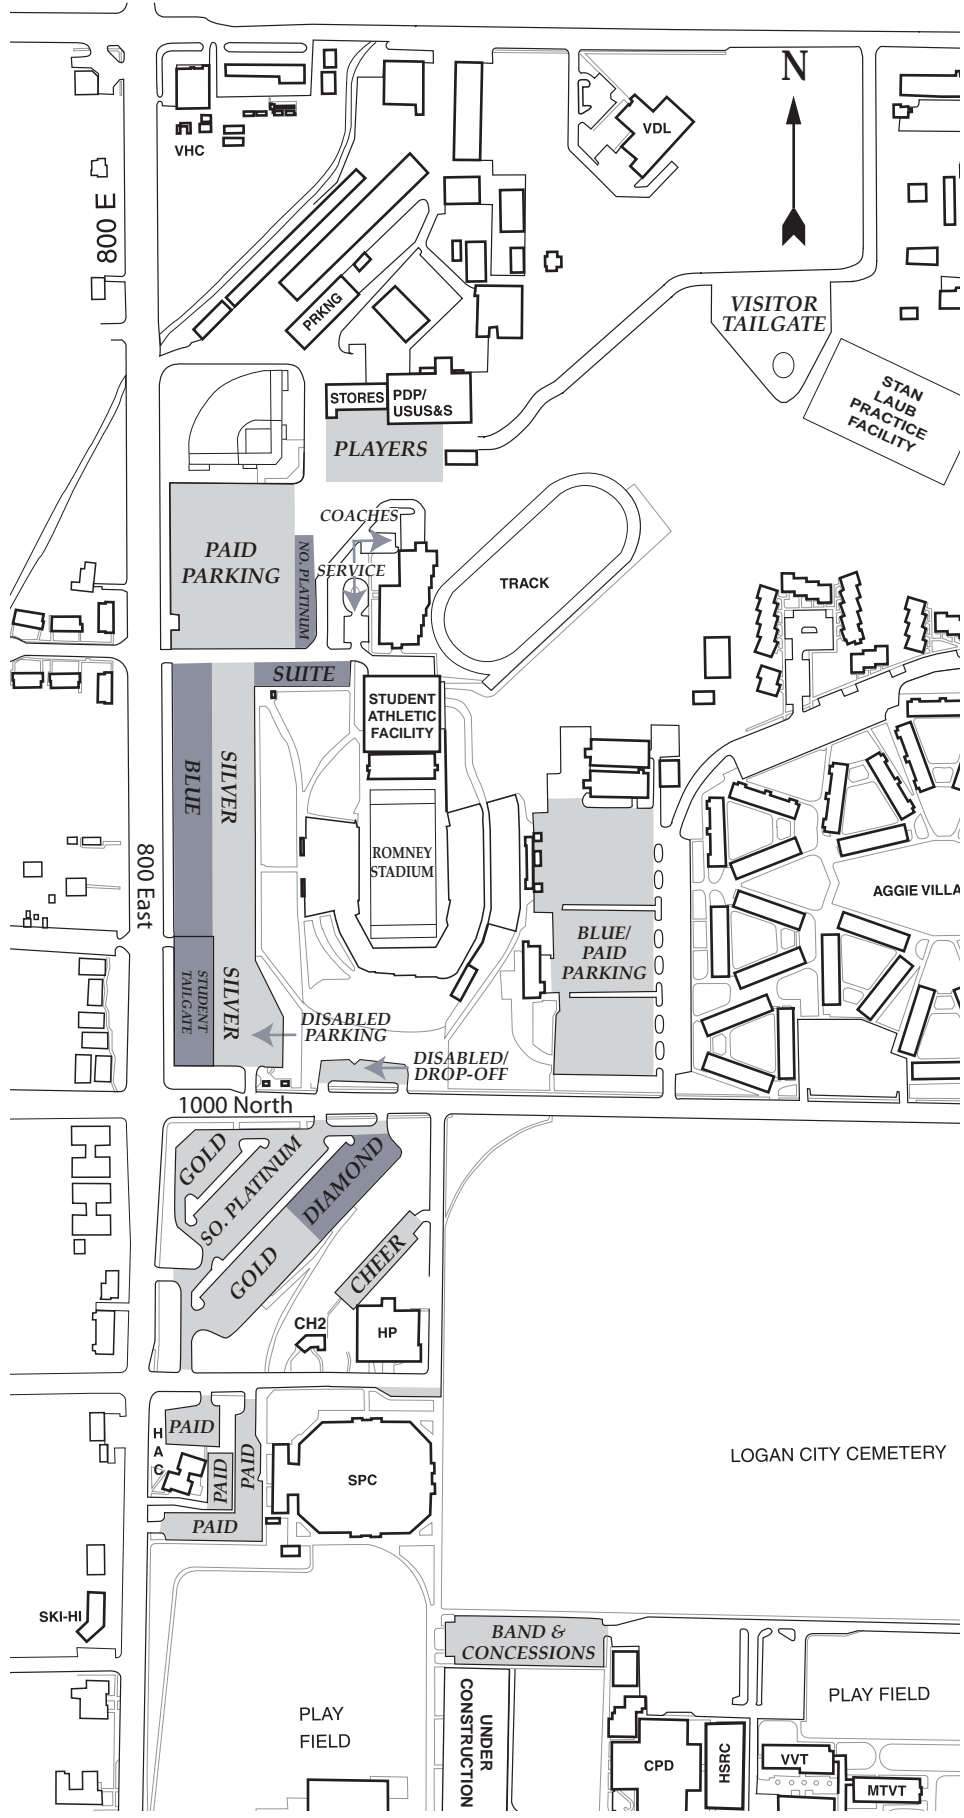 N
VDL
VHC
800 E
PRKNG
VISITOR
TAILGATE
STAN
LAUB
PRACTICE
FACILITY
STORES
PDP/
USUS&S
PLAYERS
COACHES
SERVICE
PAID
PARKING
NO. PLATINUM
TRACK
SUITE
STUDENT
ATHLETIC
FACILITY
BLUE
SILVER
ROMNEY
STADIUM
800 East
AGGIE VILLA
BLUE/
PAID
PARKING
STUDENT
TAILGATE
SILVER
DISABLED
PARKING
DISABLED/
DROP-OFF
1000 North
GOLD
SO. PLATINUM
DIAMOND
GOLD
CHEER
CH2
HP
PAID
H
A
C
PAID
PAID
PAID
SPC
LOGAN CITY CEMETERY
SKI-HI
BAND &
CONCESSIONS
PLAY
FIELD
UNDER
CONSTRUCTION
PLAY FIELD
CPD
HSRC
VVT
MTVT